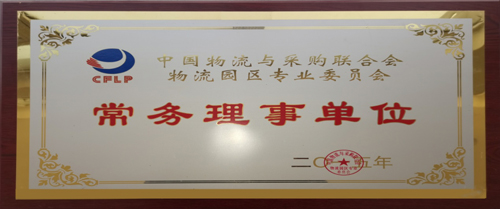 CFLP
中国物流与采购联合会
物流园区专业委员会
常务理事单位
二〇 五年